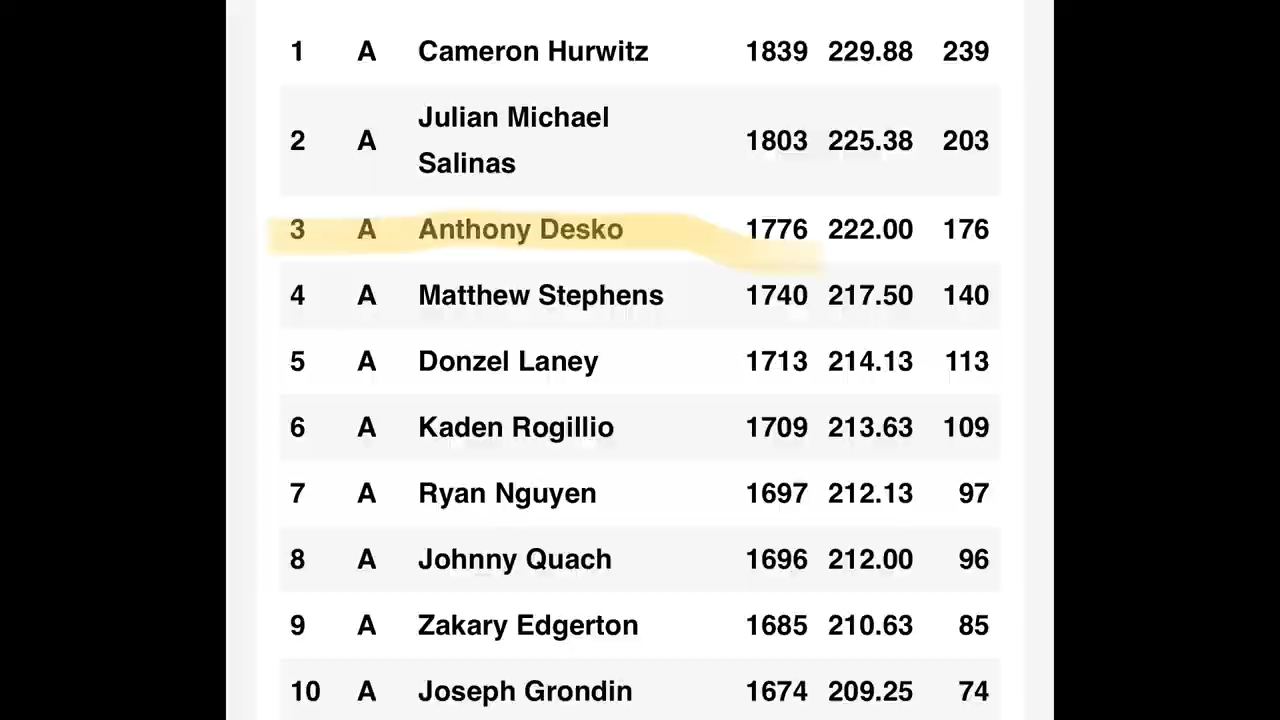 1 A Cameron Hurwitz 1839 229.88 239
2 A Julian Michael Salinas 1803 225.38 203
3 A Anthony Desko 1776 222.00 176
4 A Matthew Stephens 1740 217.50 140
5 A Donzel Laney 1713 214.13 113
6 A Kaden Rogillio 1709 213.63 109
7 A Ryan Nguyen 1697 212.13 97
8 A Johnny Quach 1696 212.00 96
9 A Zakary Edgerton 1685 210.63 85
10 A Joseph Grondin 1674 209.25 74